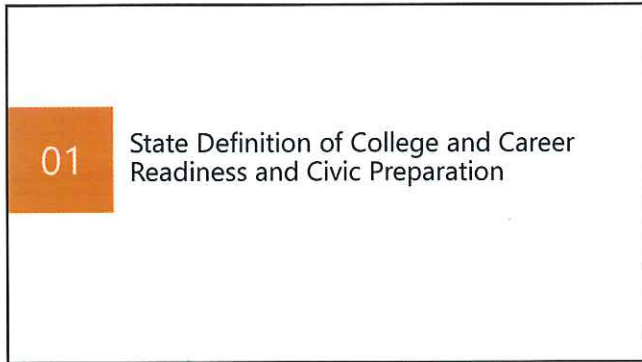 01
State Definition of College and Career
Readiness and Civic Preparation